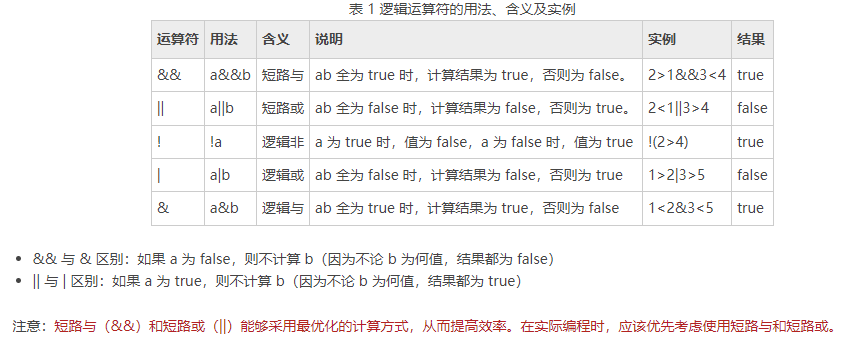 表 1 逻辑运算符的用法、含义及实例
运算符 用法 含义 说明 实例 结果
&& a&&b 短路与 ab 全为 true 时，计算结果为 true，否则为 false。 2>1&&3<4 true
|| a||b 短路或 ab 全为 false 时，计算结果为 false，否则为 true。 2<1||3>4 false
! !a 逻辑非 a 为 true 时，值为 false，a 为 false 时，值为 true !(2>4) true
| a|b 逻辑或 ab 全为 false 时，计算结果为 false，否则为 true 1>2|3>5 false
& a&b 逻辑与 ab 全为 true 时，计算结果为 true，否则为 false 1<2&3<5 true
• && 与 & 区别：如果 a 为 false，则不计算 b（因为不论 b 为何值，结果都为 false）
• || 与 | 区别：如果 a 为 true，则不计算 b（因为不论 b 为何值，结果都为 true）
注意：短路与（&&）和短路或（||）能够采用最优化的计算方式，从而提高效率。在实际编程时，应该优先考虑使用短路与和短路或。